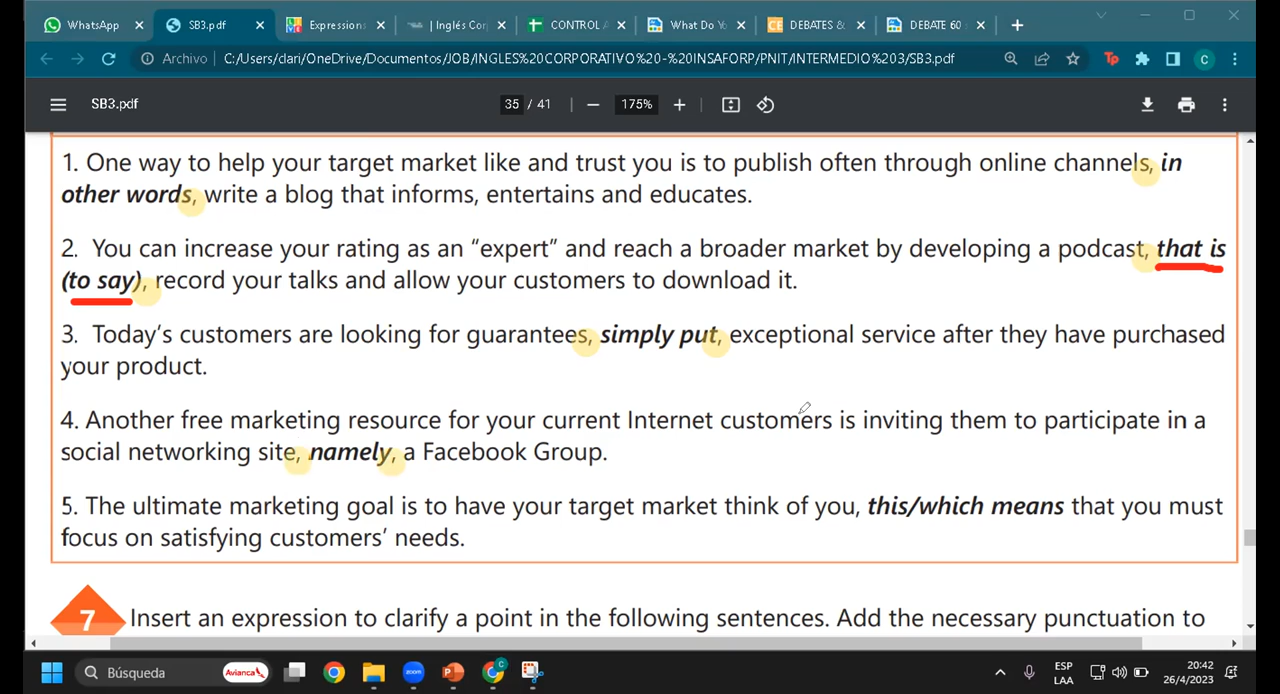 WhatsApp
SB3.pdf
Expressions
| Inglés Cor
CONTROL A
What Do Yo
DEBATES &
DEBATE 60
Archivo
C:/Users/clari/OneDrive/Documentos/JOB/INGLES%20CORPORATIVO%20-%20INSAFORP/PNIT/INTERMEDIO%203/SB3.pdf
C
SB3.pdf
35 / 41
175%
1. One way to help your target market like and trust you is to publish often through online channels, in
other words, write a blog that informs, entertains and educates.
2. You can increase your rating as an “expert” and reach a broader market by developing a podcast, that is
(to say), record your talks and allow your customers to download it.
3. Today’s customers are looking for guarantees, simply put, exceptional service after they have purchased
your product.
4. Another free marketing resource for your current Internet customers is inviting them to participate in a
social networking site, namely, a Facebook Group.
5. The ultimate marketing goal is to have your target market think of you, this/which means that you must
focus on satisfying customers’ needs.
7
Insert an expression to clarify a point in the following sentences. Add the necessary punctuation to
Búsqueda
Avianca
zoom
ESP
LAA
20:42
26/4/2023